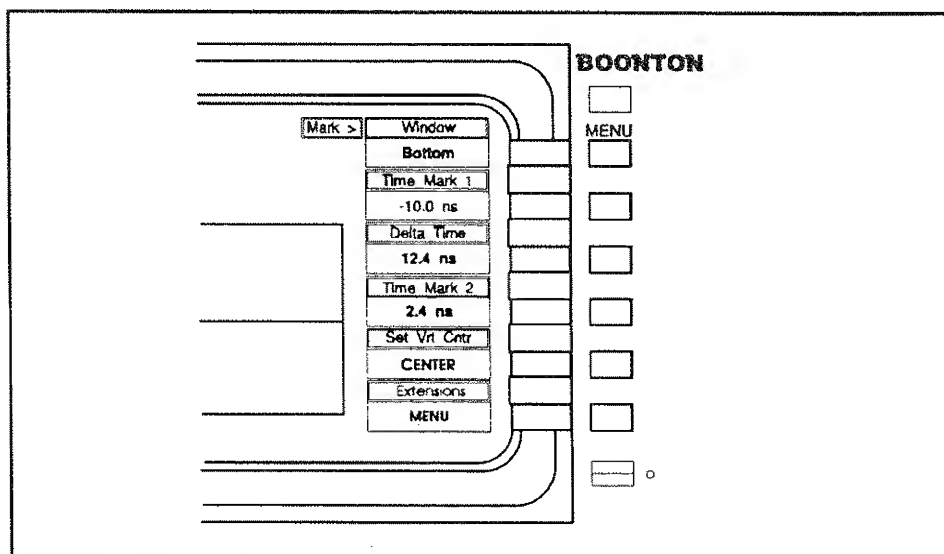 BOONTON
MENU
Mark >
Window
Bottom
Time Mark 1
-10.0 ns
Delta Time
12.4 ns
Time Mark 2
2.4 ns
Set Vrt Cntr
CENTER
Extensions
MENU